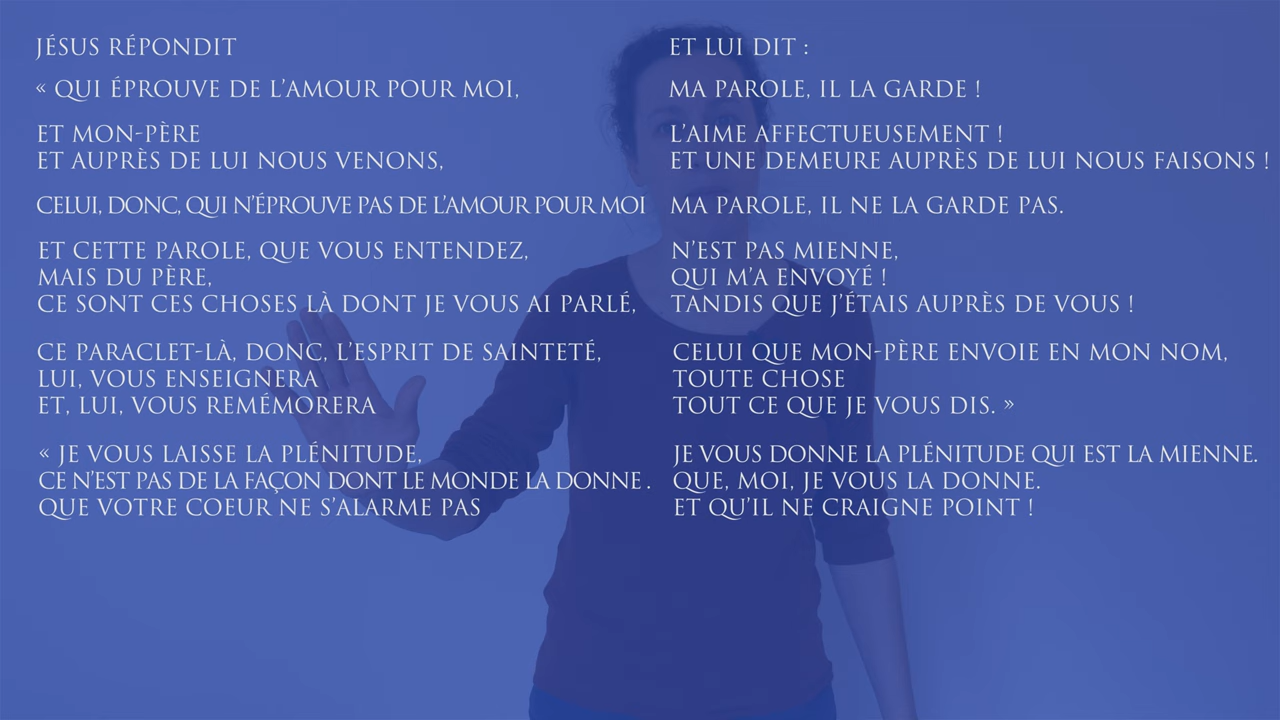 JÉSUS RÉPONDIT ET LUI DIT :
« QUI ÉPROUVE DE L'AMOUR POUR MOI, MA PAROLE, IL LA GARDE !
ET MON-PÈRE L'AIME AFFECTUEUSEMENT !
ET AUPRÈS DE LUI NOUS VENONS, ET UNE DEMEURE AUPRÈS DE LUI NOUS FAISONS !
CELUI, DONC, QUI N'ÉPROUVE PAS DE L'AMOUR POUR MOI MA PAROLE, IL NE LA GARDE PAS.
ET CETTE PAROLE, QUE VOUS ENTENDEZ, N'EST PAS MIENNE,
MAIS DU PÈRE, QUI M'A ENVOYÉ !
CE SONT CES CHOSES LÀ DONT JE VOUS AI PARLÉ, TANDIS QUE J'ÉTAIS AUPRÈS DE VOUS !
CE PARACLET-LÀ, DONC, L'ESPRIT DE SAINTETÉ, CELUI QUE MON-PÈRE ENVOIE EN MON NOM,
LUI, VOUS ENSEIGNERA TOUTE CHOSE
ET, LUI, VOUS REMÉMORERA TOUT CE QUE JE VOUS DIS. »
« JE VOUS LAISSE LA PLÉNITUDE, JE VOUS DONNE LA PLÉNITUDE QUI EST LA MIENNE.
CE N'EST PAS DE LA FAÇON DONT LE MONDE LA DONNE . QUE, MOI, JE VOUS LA DONNE.
QUE VOTRE COEUR NE S'ALARME PAS ET QU'IL NE CRAIGNE POINT !